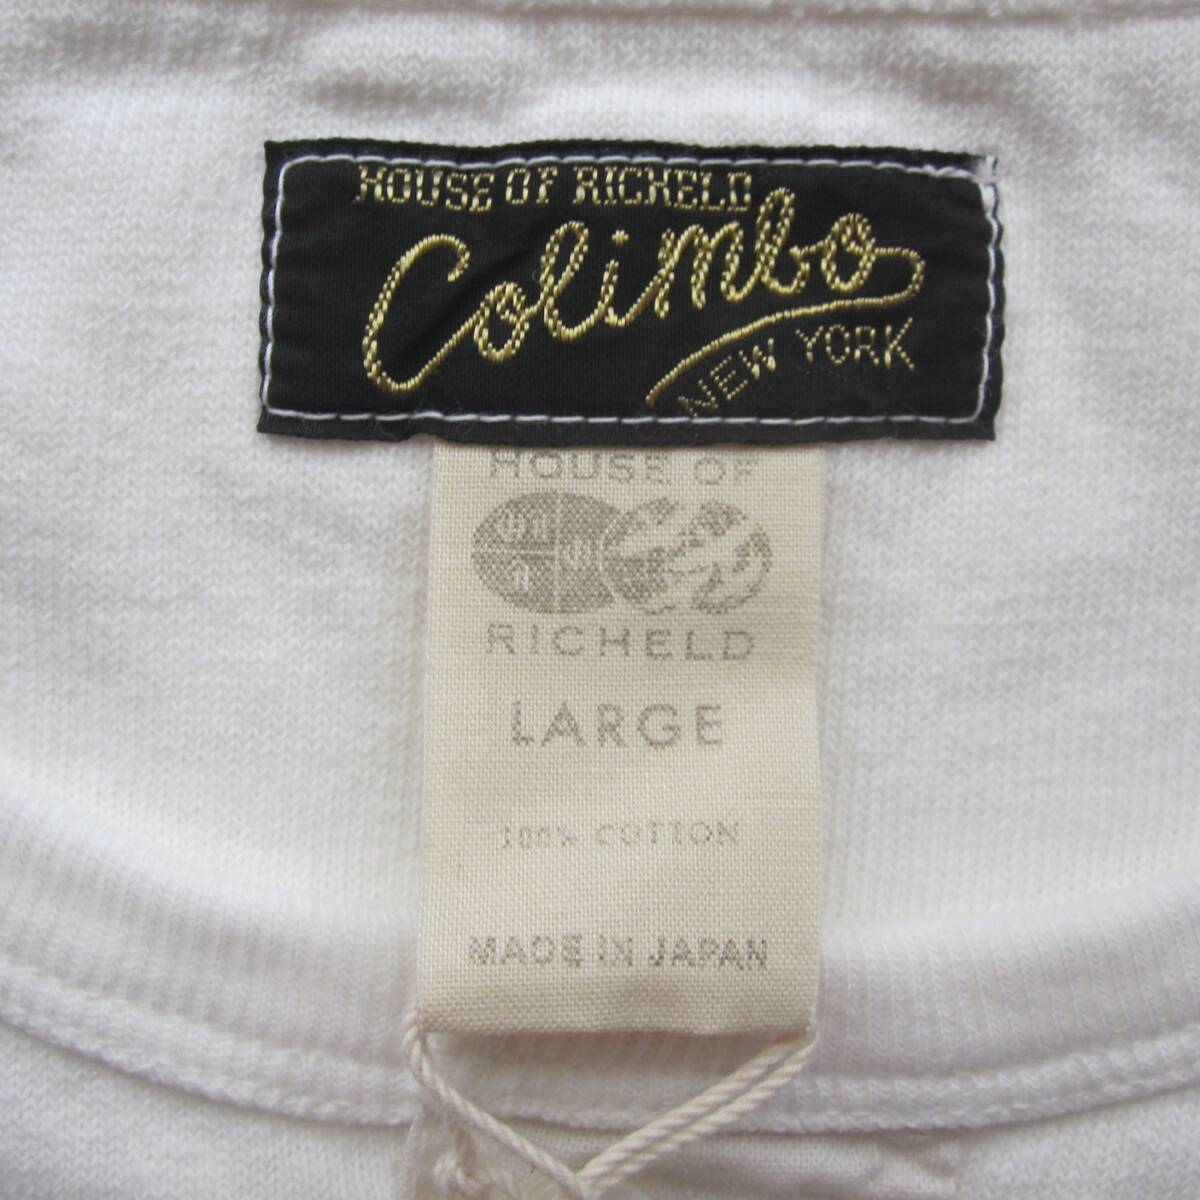 HOUSE OF RICHELD
Colimbo
NEW YORK
HOUSE OF
RICHELD
LARGE
100% COTTON
MADE IN JAPAN